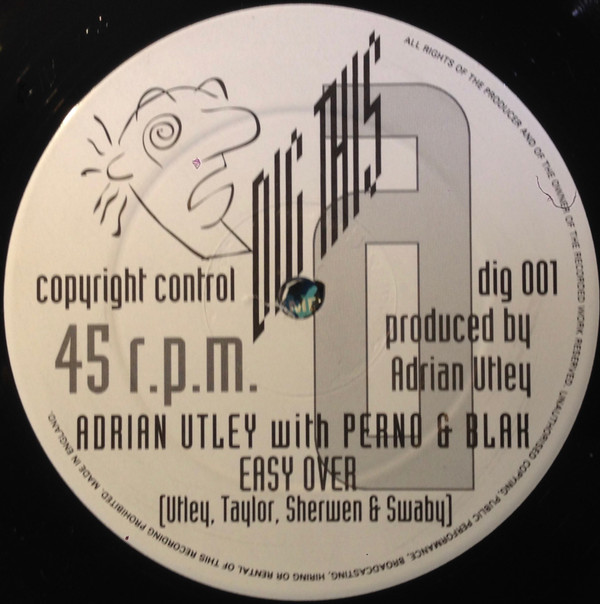 DIG THIS
A
copyright control
dig 001
45 r.p.m.
produced by
Adrian Utley
ADRIAN UTLEY with PERNO & BLAK
EASY OVER
[Utley, Taylor, Sherwen & Swaby]
ALL RIGHTS OF THE PRODUCER AND OF THE OWNER OF THE RECORDED WORK RESERVED. UNAUTHORISED COPYING, PUBLIC PERFORMANCE, BROADCASTING, HIRING OR RENTAL OF THIS RECORDING PROHIBITED. MADE IN ENGLAND.